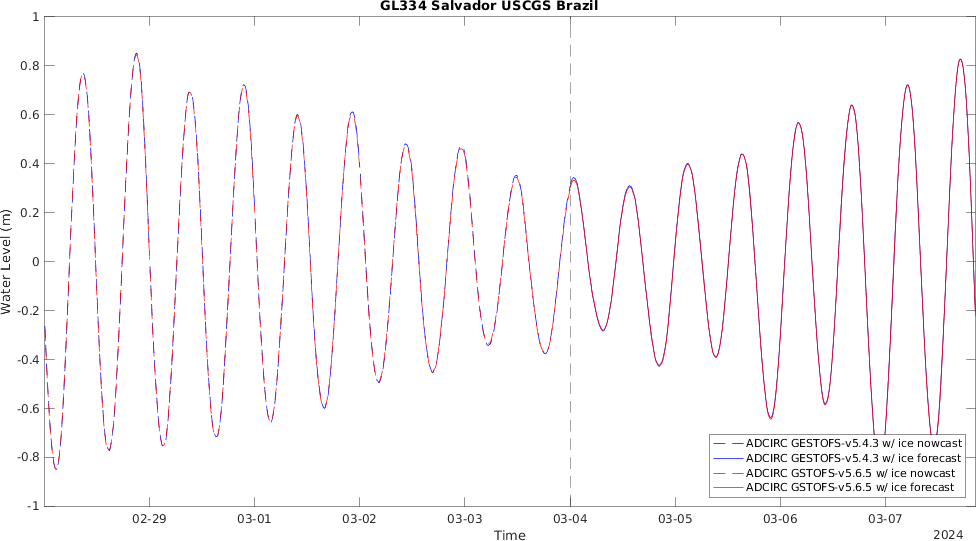 GL334 Salvador USCGS Brazil
1
0.8
0.6
0.4
0.2
0
-0.2
-0.4
-0.6
-0.8
-1
Water Level (m)
ADCIRC GESTOFS-v5.4.3 w/ ice nowcast
ADCIRC GESTOFS-v5.4.3 w/ ice forecast
ADCIRC GSTOFS-v5.6.5 w/ ice nowcast
ADCIRC GSTOFS-v5.6.5 w/ ice forecast
02-29 03-01 03-02 03-03 03-04 03-05 03-06 03-07
Time
2024